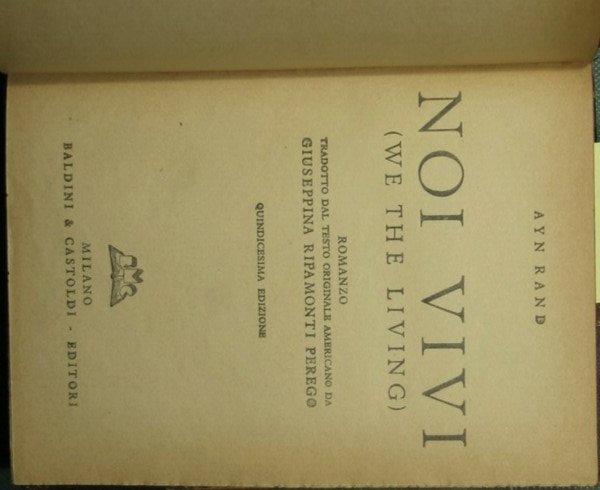 AYN RAND
NOI VIVI
(WE THE LIVING)
ROMANZO
TRADOTTO DAL TESTO ORIGINALE AMERICANO DA
GIUSEPPINA RIPAMONTI PEREGO
QUINDICESIMA EDIZIONE
MILANO
BALDINI & CASTOLDI - EDITORI